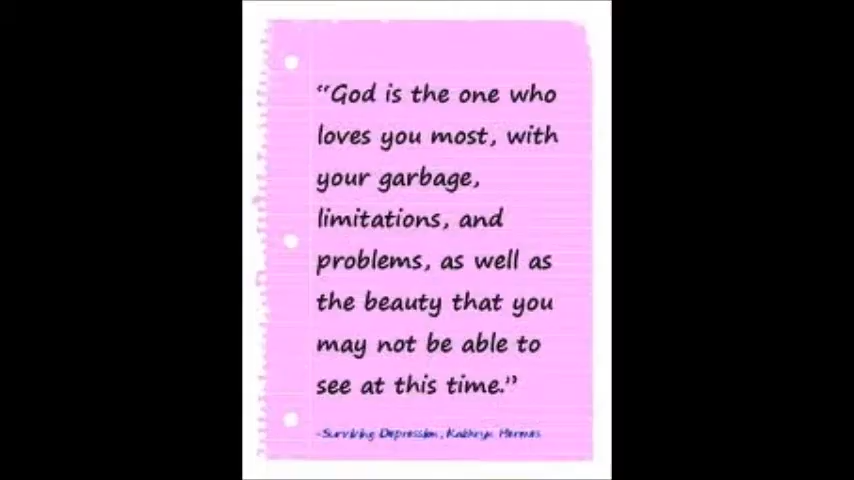 “God is the one who
loves you most, with
your garbage,
limitations, and
problems, as well as
the beauty that you
may not be able to
see at this time.”
-Surviving Depression, Kathryn Hermes